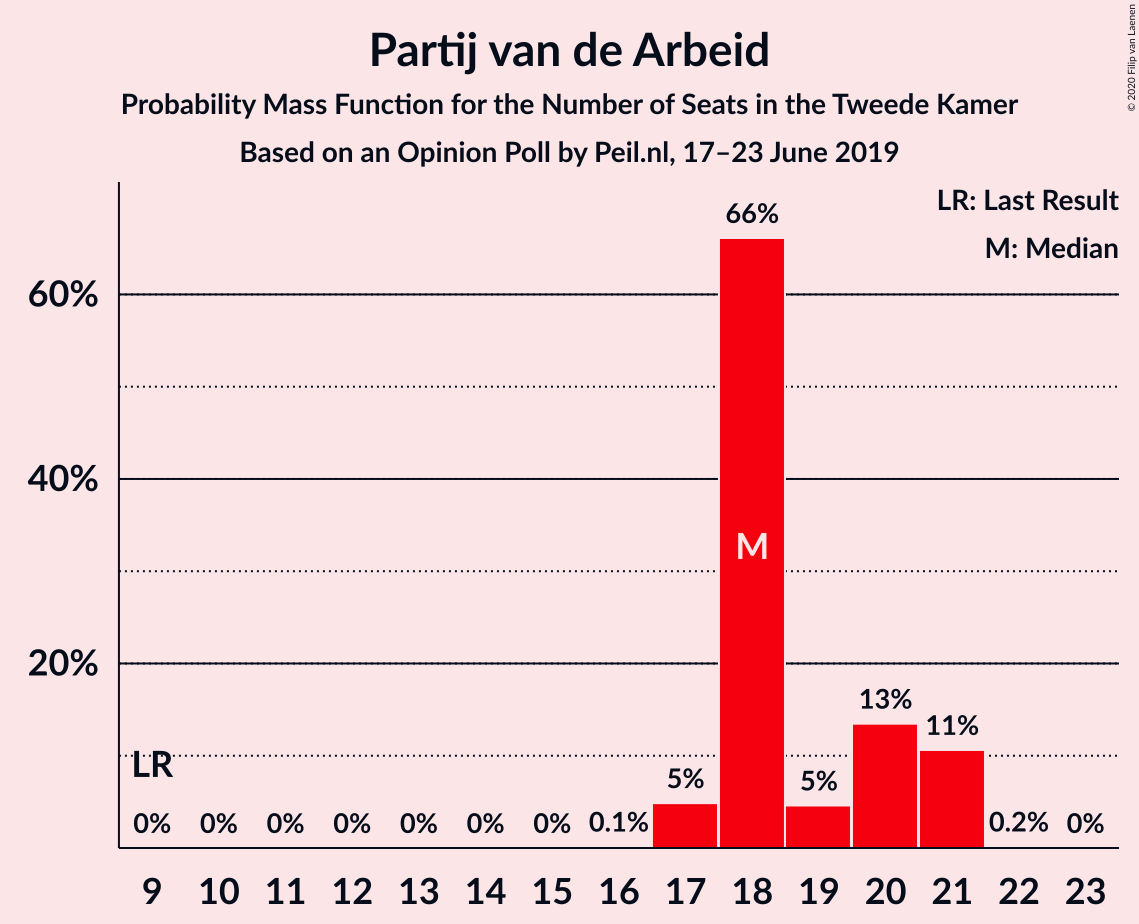 Partij van de Arbeid
Probability Mass Function for the Number of Seats in the Tweede Kamer
Based on an Opinion Poll by Peil.nl, 17–23 June 2019
© 2020 Filip van Laenen
LR: Last Result
M: Median
60%
40%
20%
66%
M
13%
11%
LR
5%
5%
0% 0% 0% 0% 0% 0% 0% 0.1% 0.2% 0%
9 10 11 12 13 14 15 16 17 18 19 20 21 22 23